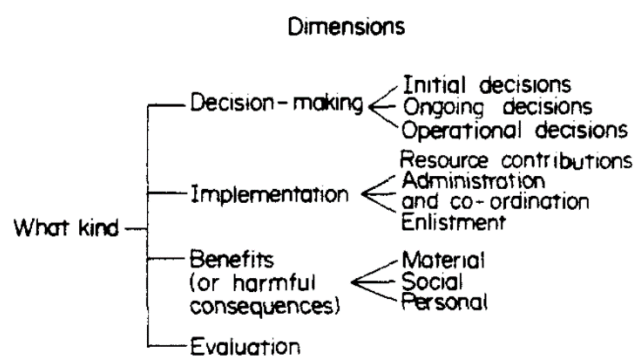 Dimensions
Decision-making
Initial decisions
Ongoing decisions
Operational decisions
Implementation
Resource contributions
Administration
and co-ordination
Enlistment
What kind
Benefits
(or harmful
consequences)
Material
Social
Personal
Evaluation